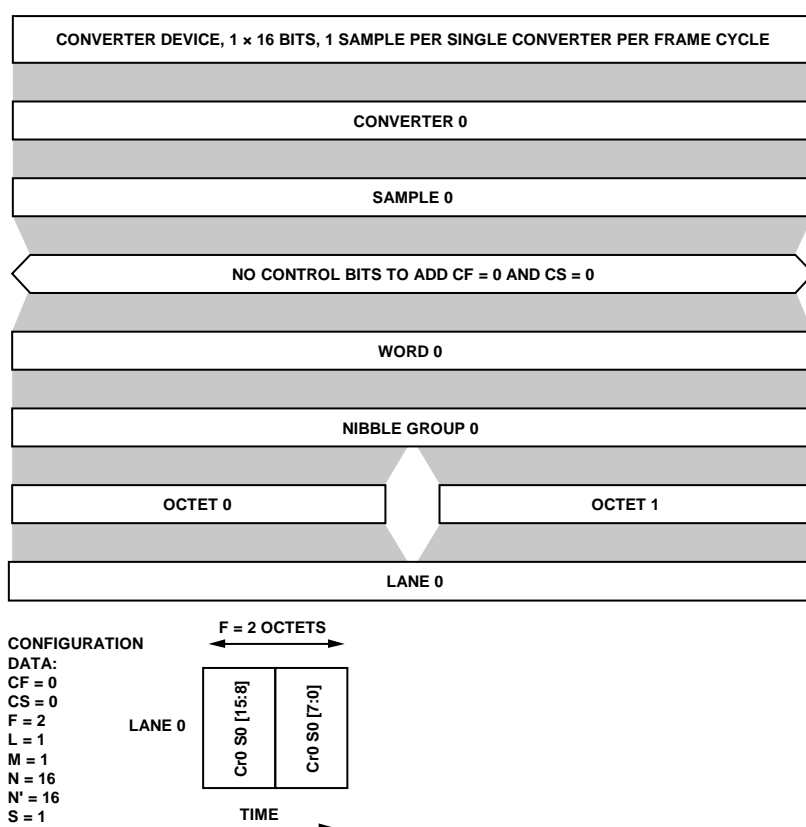 CONVERTER DEVICE, 1 × 16 BITS, 1 SAMPLE PER SINGLE CONVERTER PER FRAME CYCLE
CONVERTER 0
SAMPLE 0
NO CONTROL BITS TO ADD CF = 0 AND CS = 0
WORD 0
NIBBLE GROUP 0
OCTET 0
OCTET 1
LANE 0
CONFIGURATION
DATA:
CF = 0
CS = 0
F = 2
L = 1
M = 1
N = 16
N' = 16
S = 1
F = 2 OCTETS
LANE 0
Cr0 S0 [15:8]
Cr0 S0 [7:0]
TIME